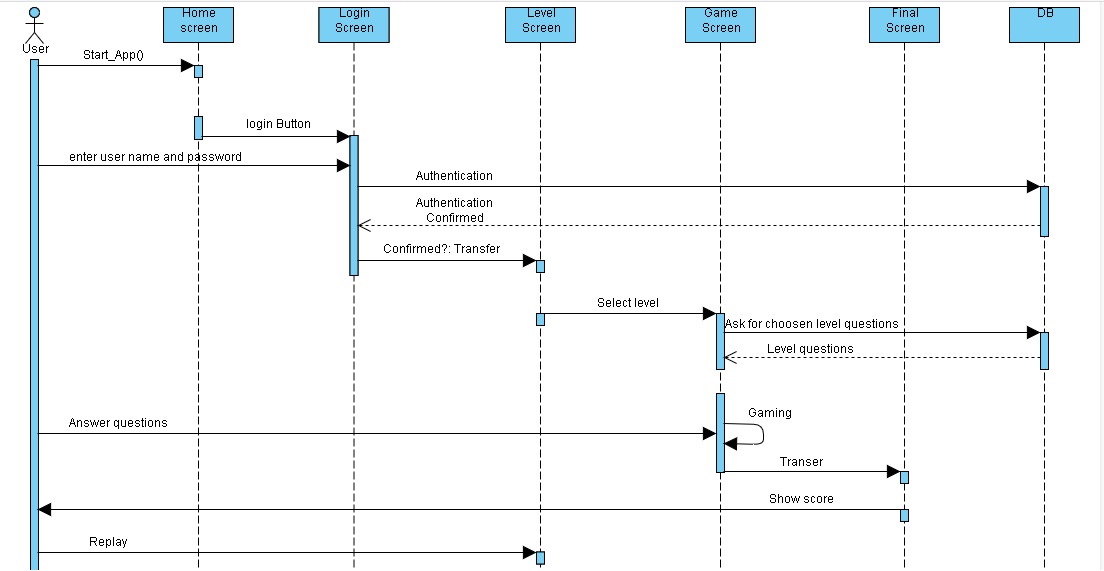 Home
screen
Login
Screen
Level
Screen
Game
Screen
Final
Screen
DB
User
Start_App()
login Button
enter user name and password
Authentication
Authentication
Confirmed
Confirmed?: Transfer
Select level
Ask for choosen level questions
Level questions
Gaming
Answer questions
Transer
Show score
Replay